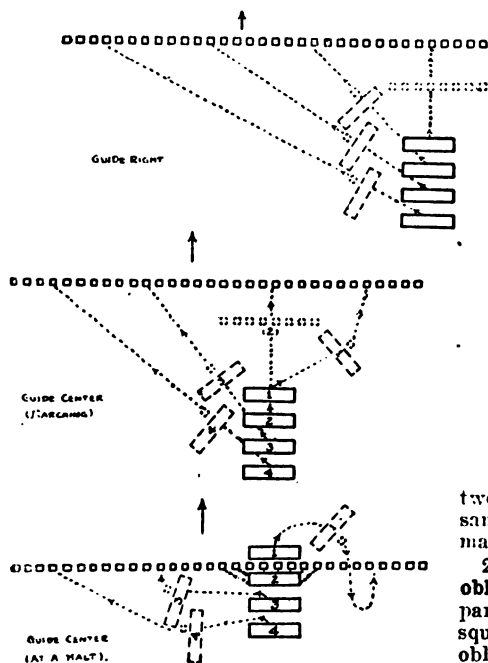 GUIDE RIGHT
(2)
1
2
3
4
GUIDE CENTER
(MARCHING)
1
2
3
4
GUIDE CENTER
(AT A HALT).
two
san
ma
2
obl
par
squ
obl